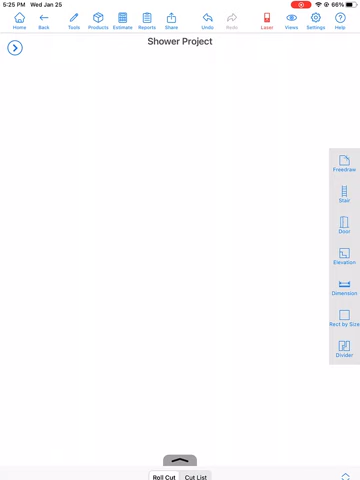 5:25 PM Wed Jan 25 66%
Home Back Tools Products Estimate Reports Share Undo Redo Laser Views Settings Help
Shower Project
Freedraw
Stair
Door
Elevation
Dimension
Rect by Size
Divider
Roll Cut Cut List